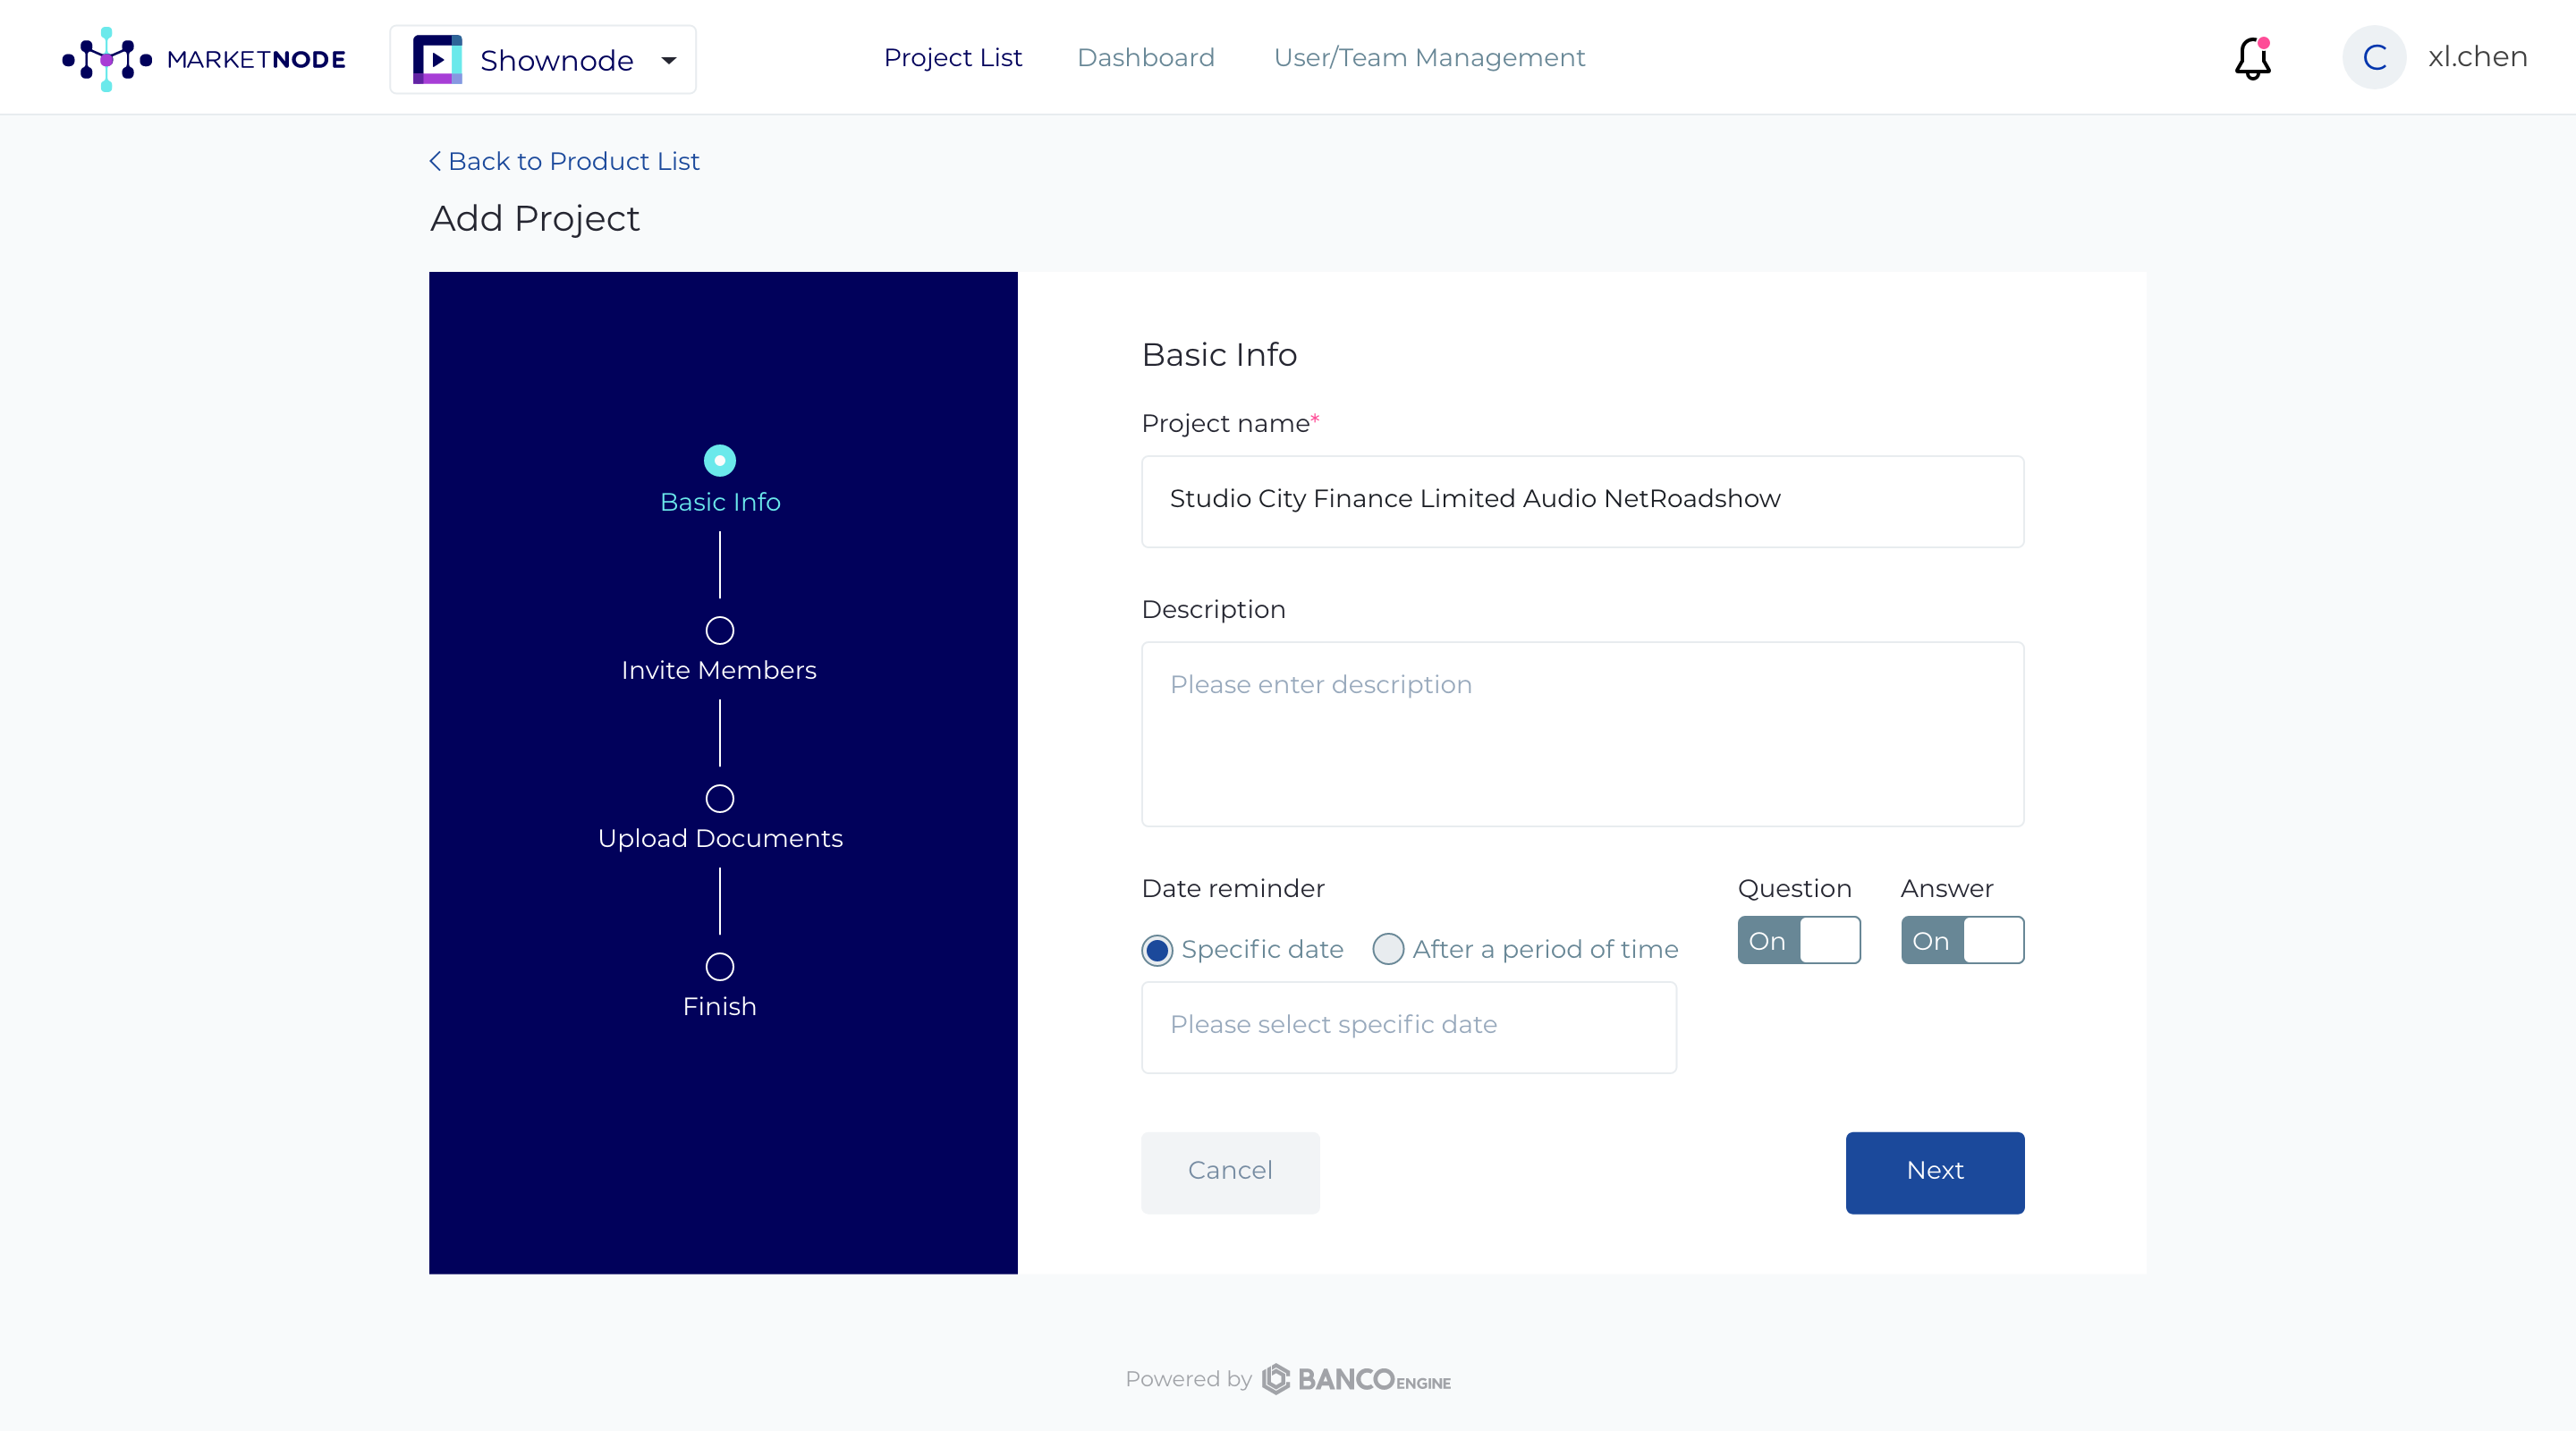 MARKETNODE
Shownode
Project List
Dashboard
User/Team Management
C
xl.chen
Back to Product List
Add Project
Basic Info
Invite Members
Upload Documents
Finish
Basic Info
Project name*
Studio City Finance Limited Audio NetRoadshow
Description
Please enter description
Date reminder
Question
Answer
Specific date
After a period of time
On
On
Please select specific date
Cancel
Next
Powered by BANCO ENGINE